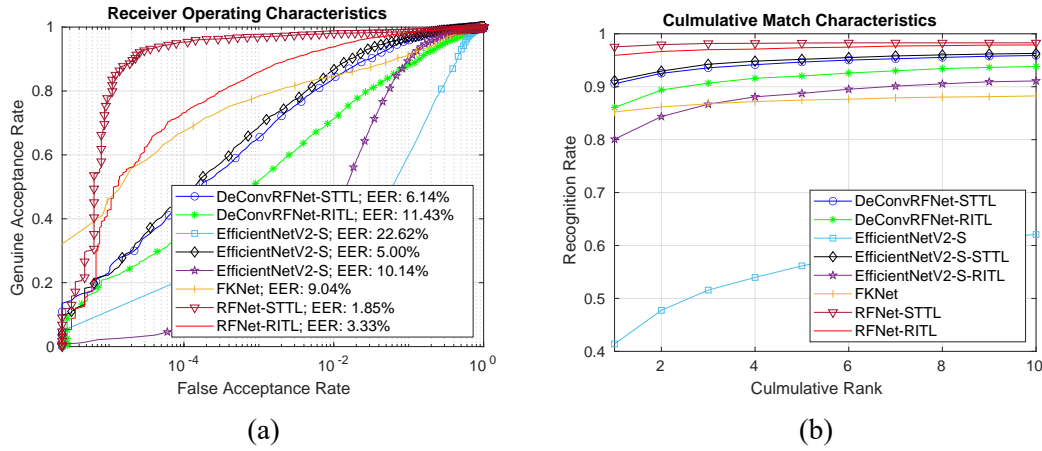 Receiver Operating Characteristics
1
0.8
0.6
0.4
0.2
0
Genuine Acceptance Rate
DeConvRFNet-STTL; EER: 6.14%
DeConvRFNet-RITL; EER: 11.43%
EfficientNetV2-S; EER: 22.62%
EfficientNetV2-S; EER: 5.00%
EfficientNetV2-S; EER: 10.14%
FKNet; EER: 9.04%
RFNet-STTL; EER: 1.85%
RFNet-RITL; EER: 3.33%
10-4
10-2
100
False Acceptance Rate
(a)
Culmulative Match Characteristics
1
0.9
0.8
0.7
0.6
0.5
0.4
Recognition Rate
DeConvRFNet-STTL
DeConvRFNet-RITL
EfficientNetV2-S
EfficientNetV2-S-STTL
EfficientNetV2-S-RITL
FKNet
RFNet-STTL
RFNet-RITL
2
4
6
8
10
Culmulative Rank
(b)